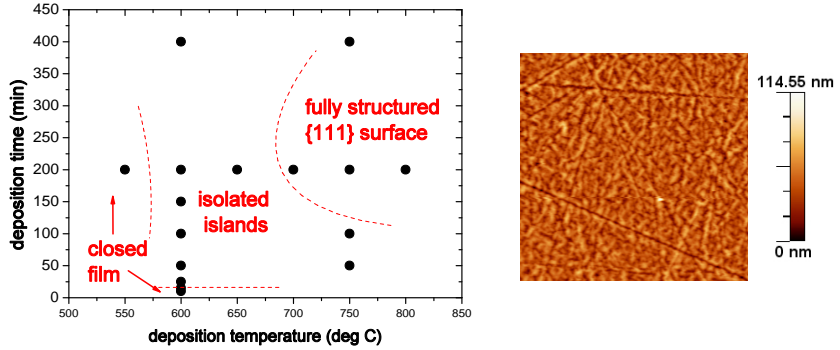 450
400
350
300
250
200
150
100
50
0
500
550
600
650
700
750
800
850
deposition time (min)
deposition temperature (deg C)
fully structured
{111} surface
isolated
islands
closed
film
114.55 nm
0 nm